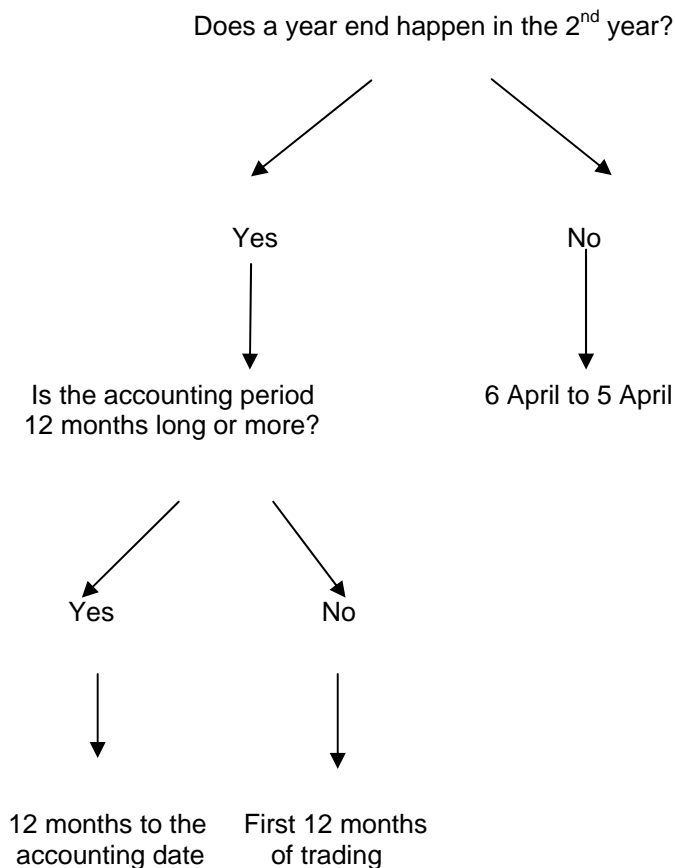 Does a year end happen in the 2nd year?
Yes
No
Is the accounting period
12 months long or more?
6 April to 5 April
Yes
No
12 months to the
accounting date
First 12 months
of trading